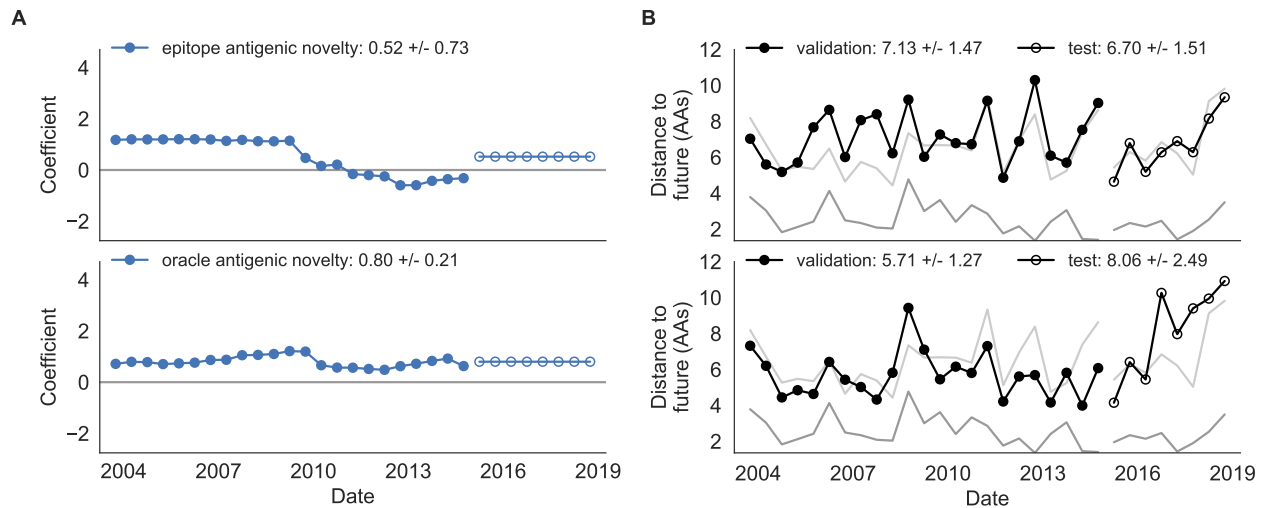 A
epitope antigenic novelty: 0.52 +/- 0.73
4
2
0
−2
Coefficient
oracle antigenic novelty: 0.80 +/- 0.21
4
2
0
−2
Coefficient
2004 2007 2010 2013 2016 2019
Date
B
validation: 7.13 +/- 1.47 test: 6.70 +/- 1.51
12
10
8
6
4
2
Distance to
future (AAs)
validation: 5.71 +/- 1.27 test: 8.06 +/- 2.49
12
10
8
6
4
2
Distance to
future (AAs)
2004 2007 2010 2013 2016 2019
Date